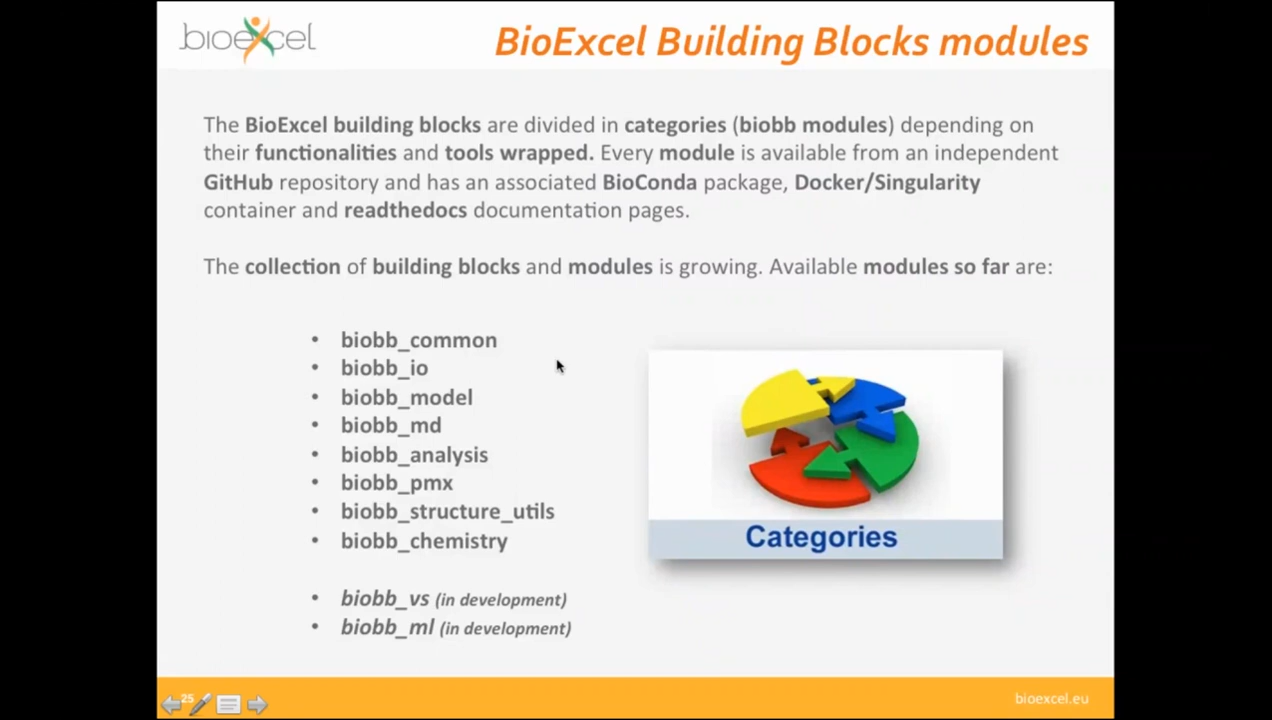 bioexcel
BioExcel Building Blocks modules
The BioExcel building blocks are divided in categories (biobb modules) depending on
their functionalities and tools wrapped. Every module is available from an independent
GitHub repository and has an associated BioConda package, Docker/Singularity
container and readthedocs documentation pages.
The collection of building blocks and modules is growing. Available modules so far are:
• biobb_common
• biobb_io
• biobb_model
• biobb_md
• biobb_analysis
• biobb_pmx
• biobb_structure_utils
• biobb_chemistry
• biobb_vs (in development)
• biobb_ml (in development)
Categories
25
bioexcel.eu